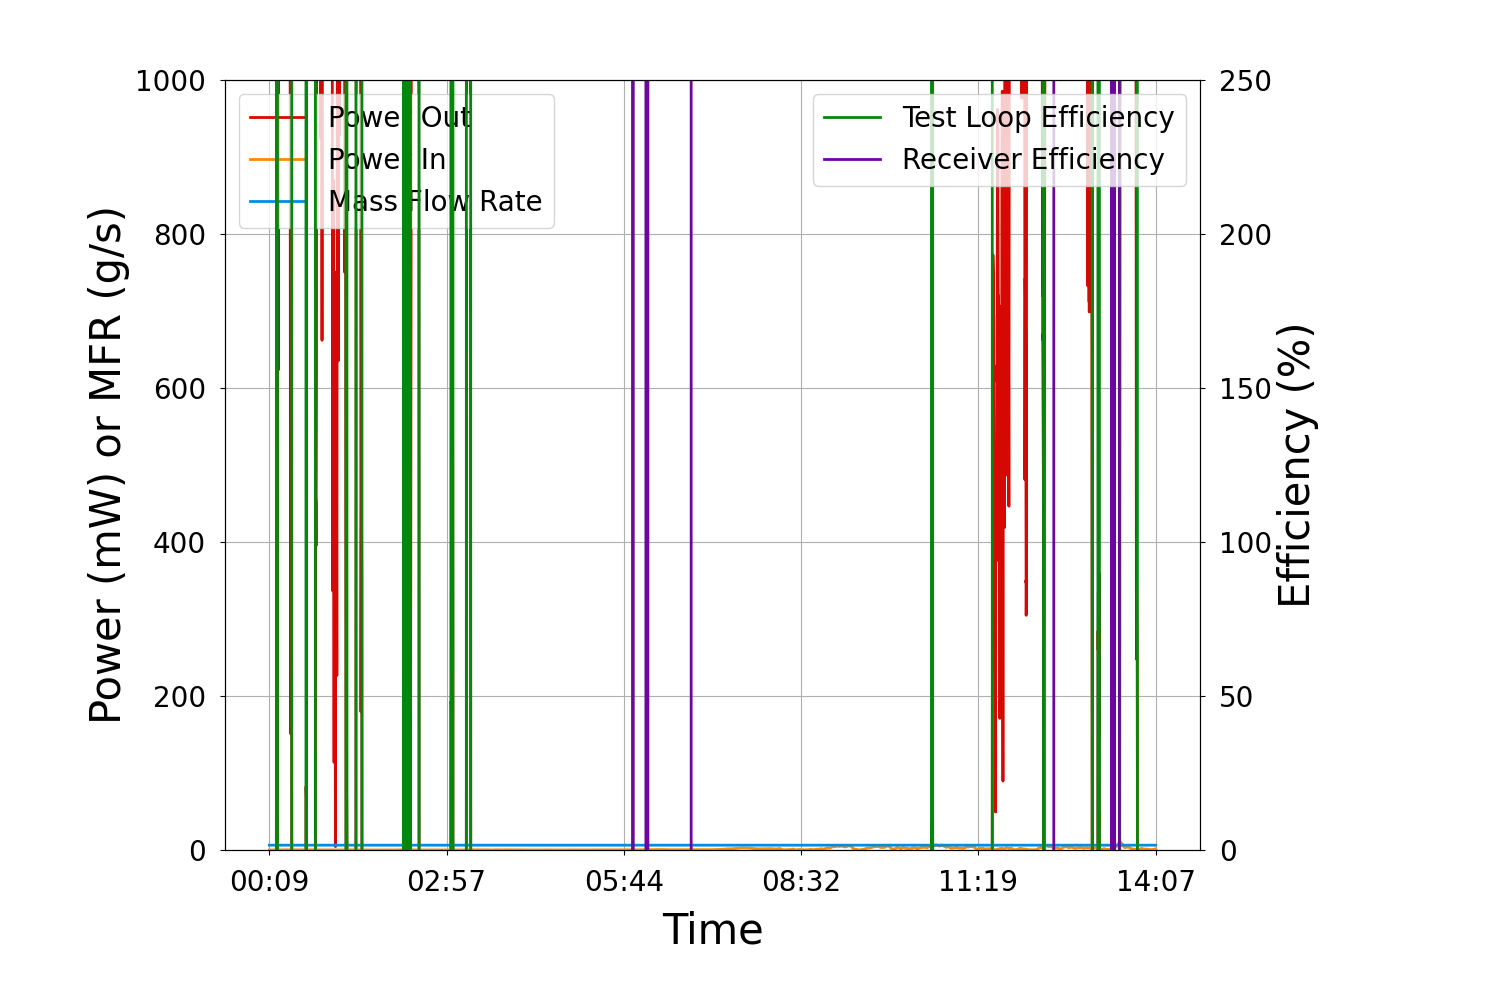 1000
800
600
400
200
0
Power (mW) or MFR (g/s)
Power Out
Power In
Mass Flow Rate
Test Loop Efficiency
Receiver Efficiency
250
200
150
100
50
0
Efficiency (%)
00:09 02:57 05:44 08:32 11:19 14:07
Time